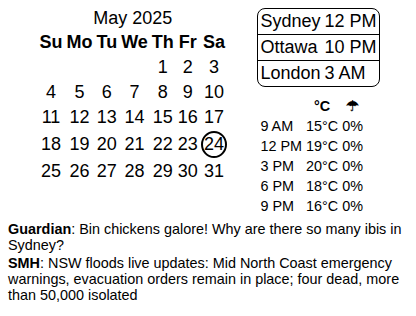 May 2025
Su Mo Tu We Th Fr Sa
1 2 3
4 5 6 7 8 9 10
11 12 13 14 15 16 17
18 19 20 21 22 23 24
25 26 27 28 29 30 31
Sydney 12 PM
Ottawa 10 PM
London 3 AM
°C ☂
9 AM 15°C 0%
12 PM 19°C 0%
3 PM 20°C 0%
6 PM 18°C 0%
9 PM 16°C 0%
Guardian: Bin chickens galore! Why are there so many ibis in
Sydney?
SMH: NSW floods live updates: Mid North Coast emergency
warnings, evacuation orders remain in place; four dead, more
than 50,000 isolated